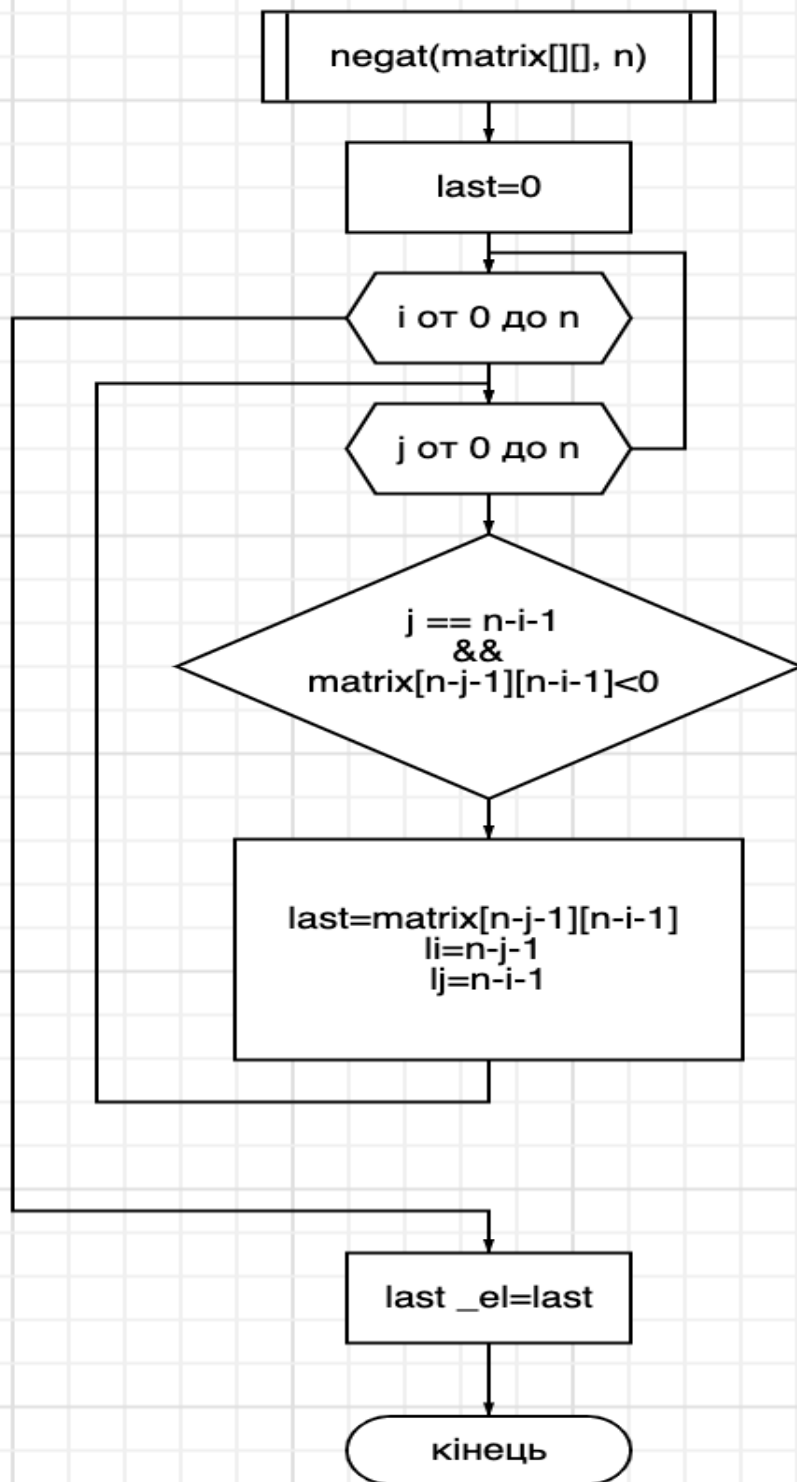 negat(matrix[][], n)
last=0
i от 0 до n
j от 0 до n
j == n-i-1
&&
matrix[n-j-1][n-i-1]<0
last=matrix[n-j-1][n-i-1]
li=n-j-1
lj=n-i-1
last _el=last
кінець